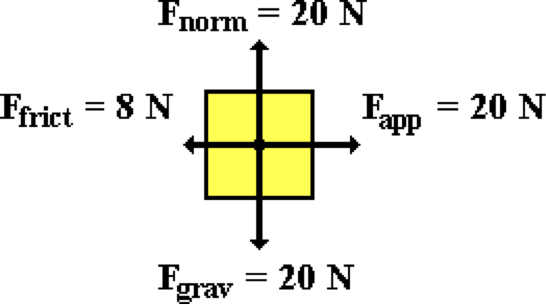 Fnorm = 20 N
Ffrict = 8 N
Fapp = 20 N
Fgrav = 20 N